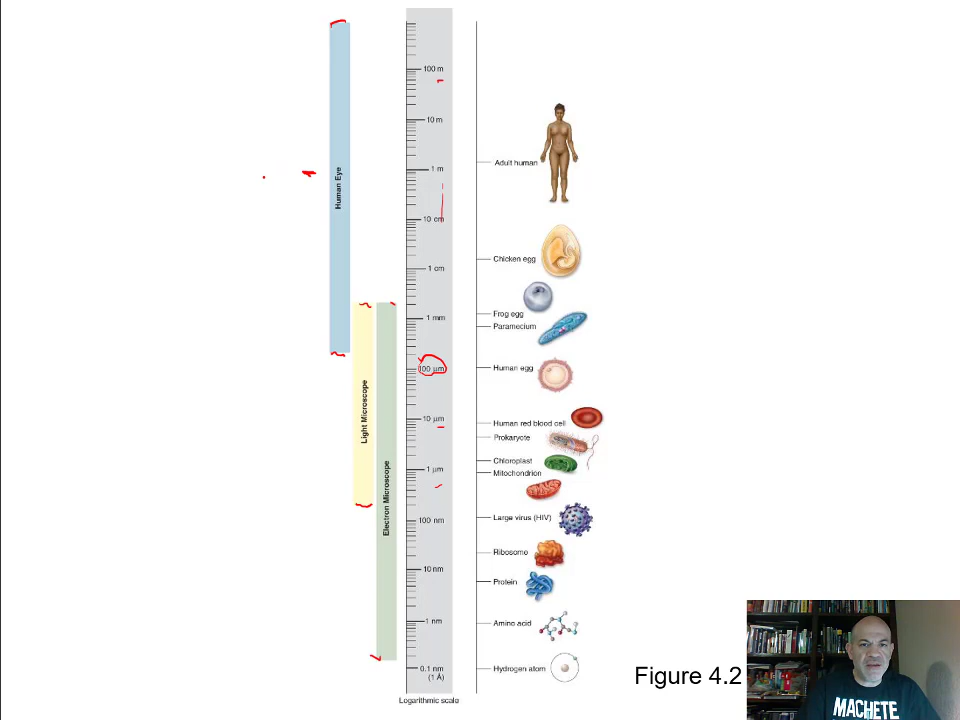 Human Eye
Light Microscope
Electron Microscope
100 m
10 m
1 m
10 cm
1 cm
1 mm
100 µm
10 µm
1 µm
100 nm
10 nm
1 nm
0.1 nm
(1 Å)
Logarithmic scale
Adult human
Chicken egg
Frog egg
Paramecium
Human egg
Human red blood cell
Prokaryote
Chloroplast
Mitochondrion
Large virus (HIV)
Ribosome
Protein
Amino acid
Hydrogen atom
Figure 4.2
MACHETE